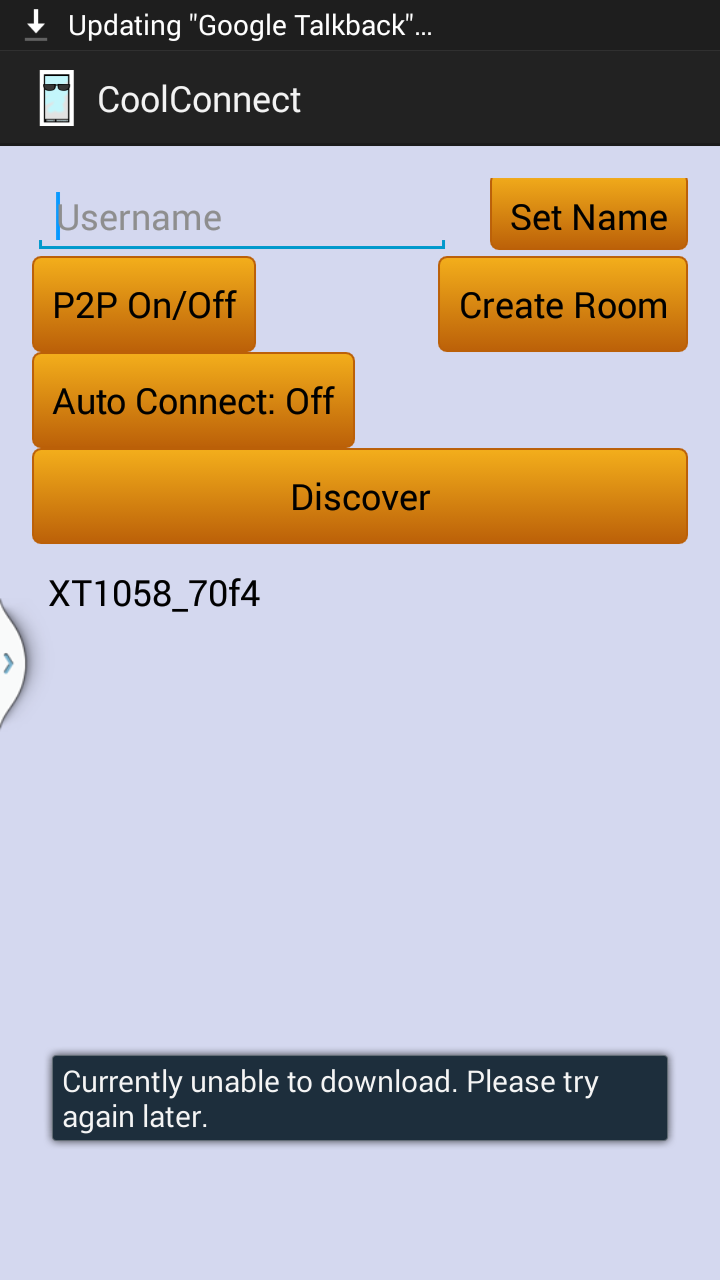 Updating "Google Talkback"...
CoolConnect
Username
Set Name
P2P On/Off
Create Room
Auto Connect: Off
Discover
XT1058_70f4
Currently unable to download. Please try
again later.